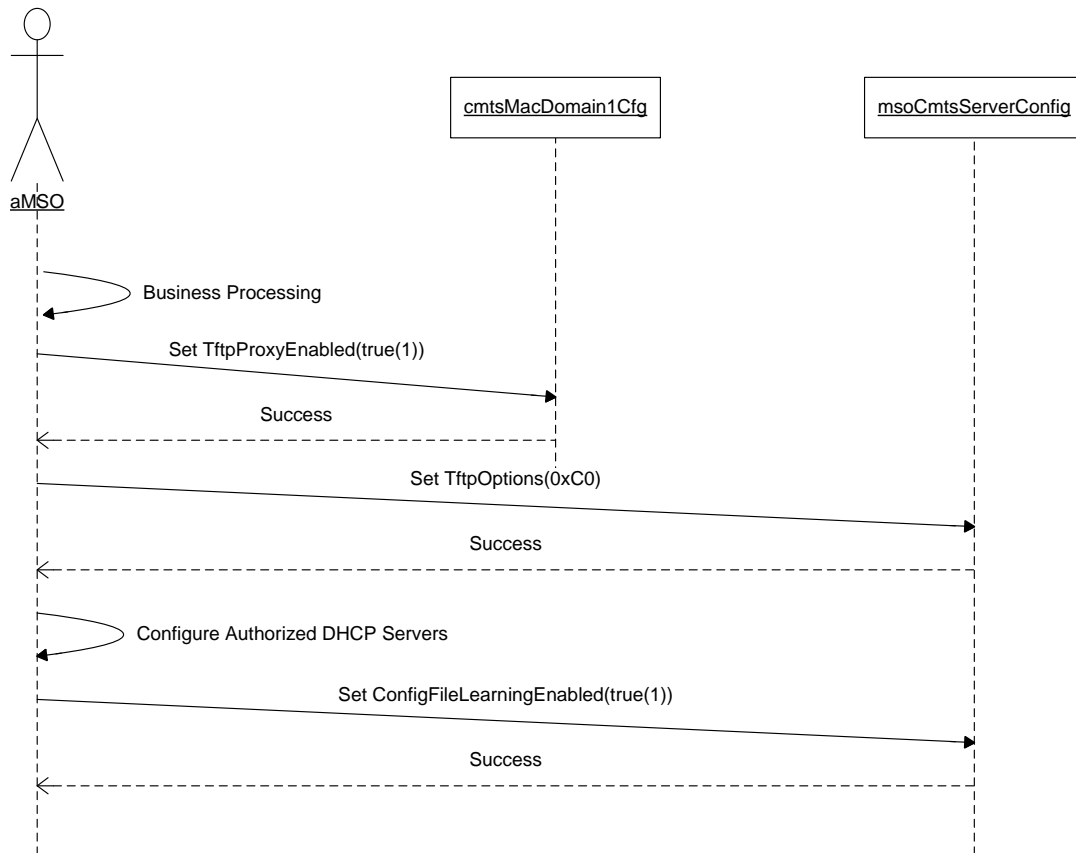 cmtsMacDomain1Cfg
msoCmtsServerConfig
aMSO
Business Processing
Set TftpProxyEnabled(true(1))
Success
Set TftpOptions(0xC0)
Success
Configure Authorized DHCP Servers
Set ConfigFileLearningEnabled(true(1))
Success